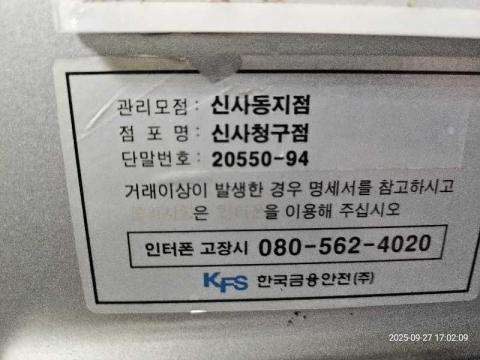 관리모점 : 신사동지점
점 포 명 : 신사청구점
단말번호 : 20550-94
거래이상이 발생한 경우 명세서를 참고하시고
은 을 이용해 주십시오
인터폰 고장시 080-562-4020
KFS 한국금융안전(주)
2025-09-27 17:02:09